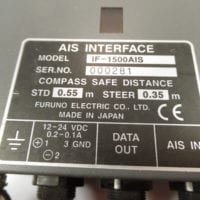 AIS INTERFACE
MODEL IF-1500AIS
SER.NO. 000281
COMPASS SAFE DISTANCE
STD 0.55 m STEER 0.35 m
FURUNO ELECTRIC CO., LTD.
MADE IN JAPAN
12-24 VDC
0.2-0.1A
1 + 3 GND
2 -
DATA
OUT
AIS IN